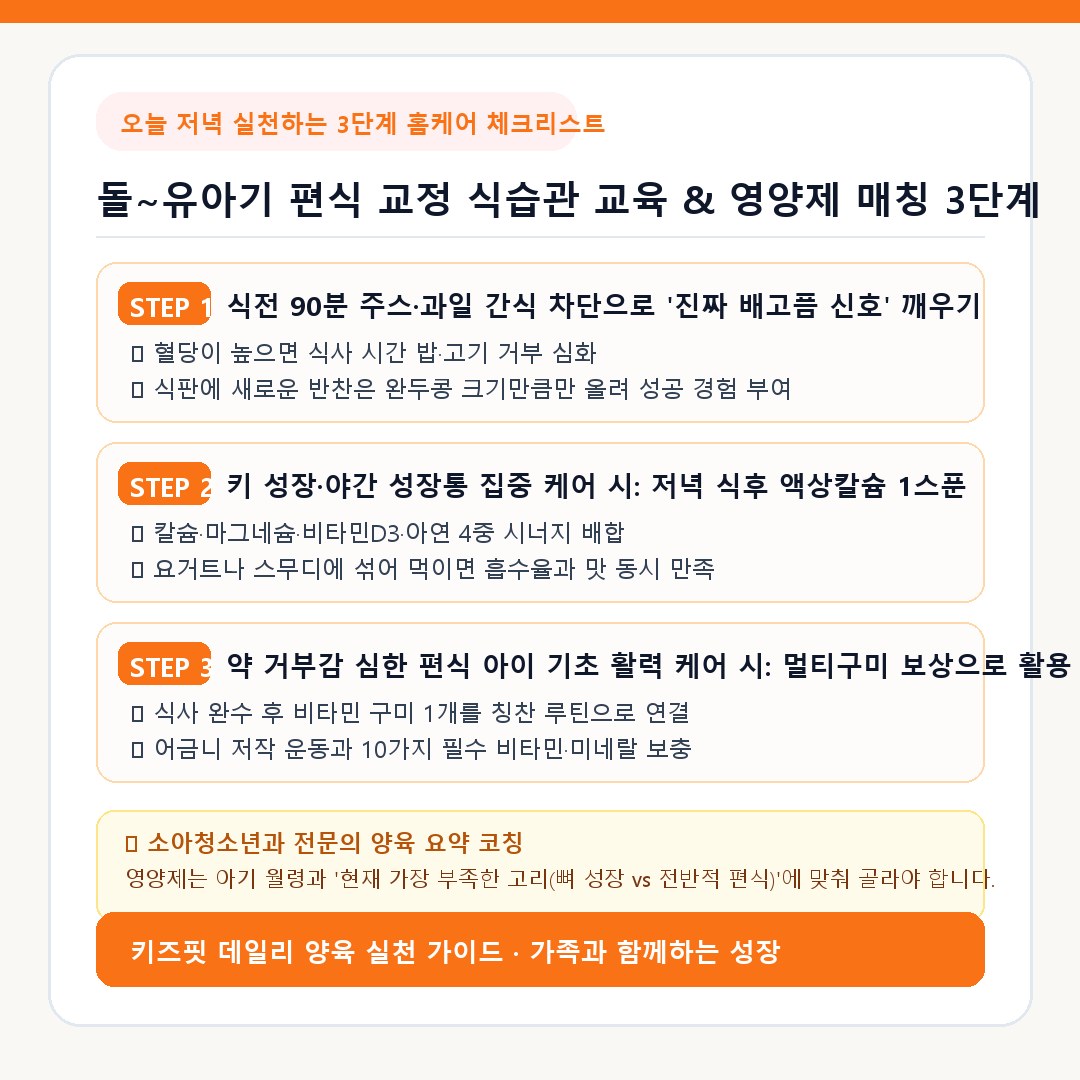 오늘 저녁 실천하는 3단계 홈케어 체크리스트
돌~유아기 편식 교정 식습관 교육 & 영양제 매칭 3단계
STEP 1 식전 90분 주스·과일 간식 차단으로 '진짜 배고픔 신호' 깨우기
▯ 혈당이 높으면 식사 시간 밥·고기 거부 심화
▯ 식판에 새로운 반찬은 완두콩 크기만큼만 올려 성공 경험 부여
STEP 2 키 성장·야간 성장통 집중 케어 시: 저녁 식후 액상칼슘 1스푼
▯ 칼슘·마그네슘·비타민D3·아연 4중 시너지 배합
▯ 요거트나 스무디에 섞어 먹이면 흡수율과 맛 동시 만족
STEP 3 약 거부감 심한 편식 아이 기초 활력 케어 시: 멀티구미 보상으로 활용
▯ 식사 완수 후 비타민 구미 1개를 칭찬 루틴으로 연결
▯ 어금니 저작 운동과 10가지 필수 비타민·미네랄 보충
▯ 소아청소년과 전문의 양육 요약 코칭
영양제는 아기 월령과 '현재 가장 부족한 고리(뼈 성장 vs 전반적 편식)'에 맞춰 골라야 합니다.
키즈핏 데일리 양육 실천 가이드 · 가족과 함께하는 성장